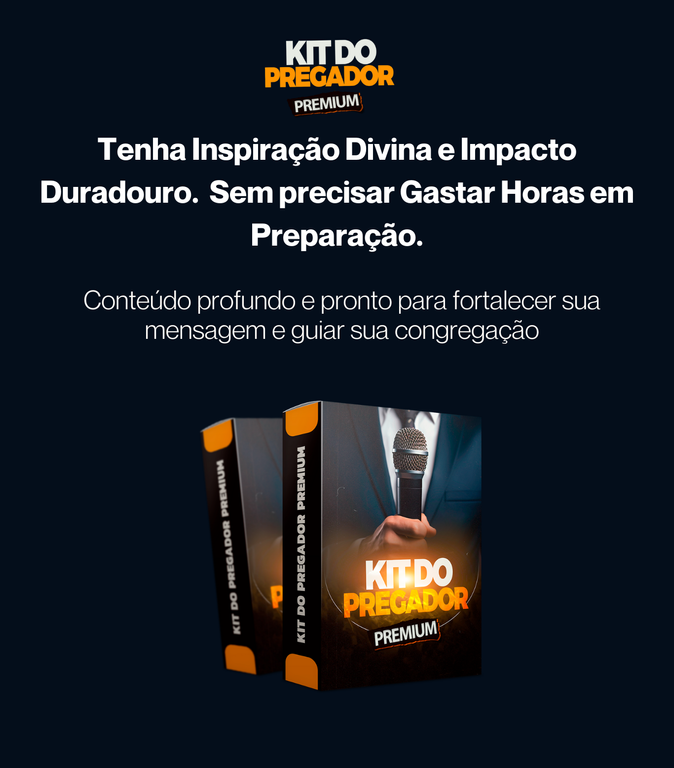 KIT DO
PREGADOR
PREMIUM
Tenha Inspiração Divina e Impacto
Duradouro. Sem precisar Gastar Horas em
Preparação.
Conteúdo profundo e pronto para fortalecer sua
mensagem e guiar sua congregação
KIT DO PREGADOR PREMIUM
P
KIT DO PREGADOR PREMIUM
KIT DO
PREGADOR
PREMIUM